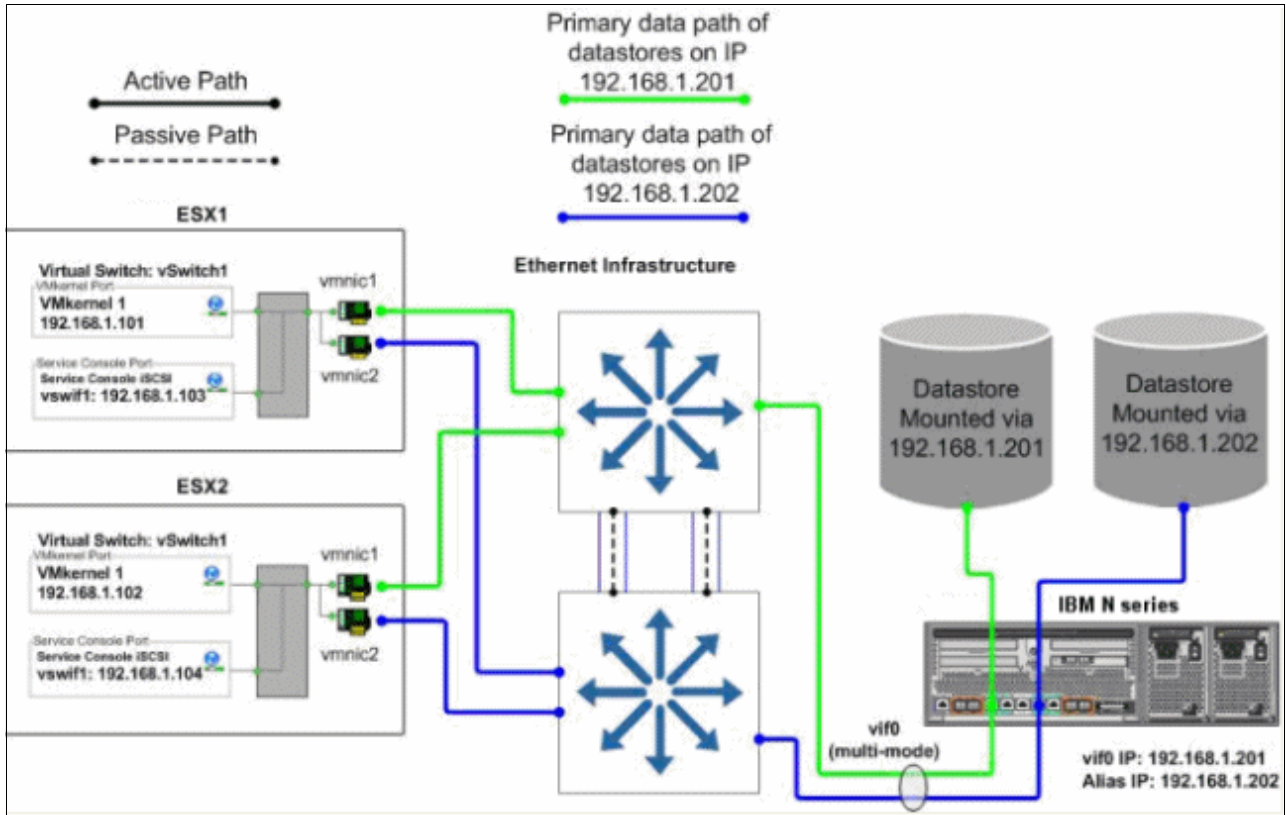 Primary data path of
datastores on IP
192.168.1.201
Active Path
Passive Path
Primary data path of
datastores on IP
192.168.1.202
ESX1
Ethernet Infrastructure
Virtual Switch: vSwitch1
VMkernel Port
VMkernel 1
192.168.1.101
Service Console Port
Service Console iSCSI
vswif1: 192.168.1.103
vmnic1
vmnic2
ESX2
Virtual Switch: vSwitch1
VMkernel Port
VMkernel 1
192.168.1.102
Service Console Port
Service Console iSCSI
vswif1: 192.168.1.104
vmnic1
vmnic2
Datastore
Mounted via
192.168.1.201
Datastore
Mounted via
192.168.1.202
IBM N series
vif0
(multi-mode)
vif0 IP: 192.168.1.201
Alias IP: 192.168.1.202